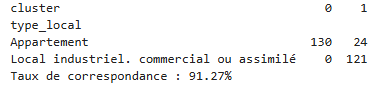 cluster 0 1
type_local
Appartement 130 24
Local industriel. commercial ou assimilé 0 121
Taux de correspondance : 91.27%